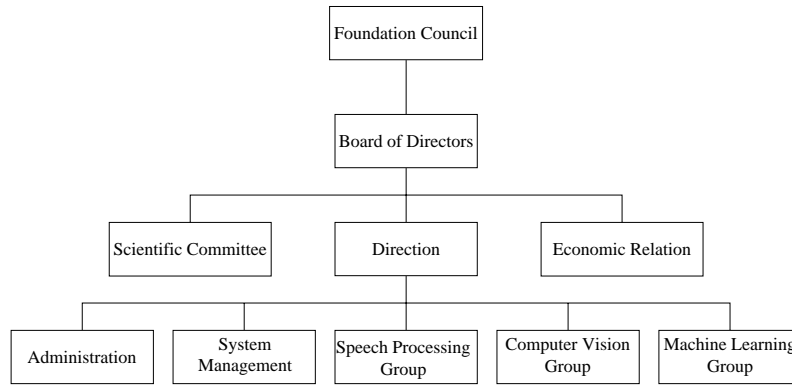 Foundation Council
Board of Directors
Scientific Committee
Direction
Economic Relation
Administration
System
Management
Speech Processing
Group
Computer Vision
Group
Machine Learning
Group